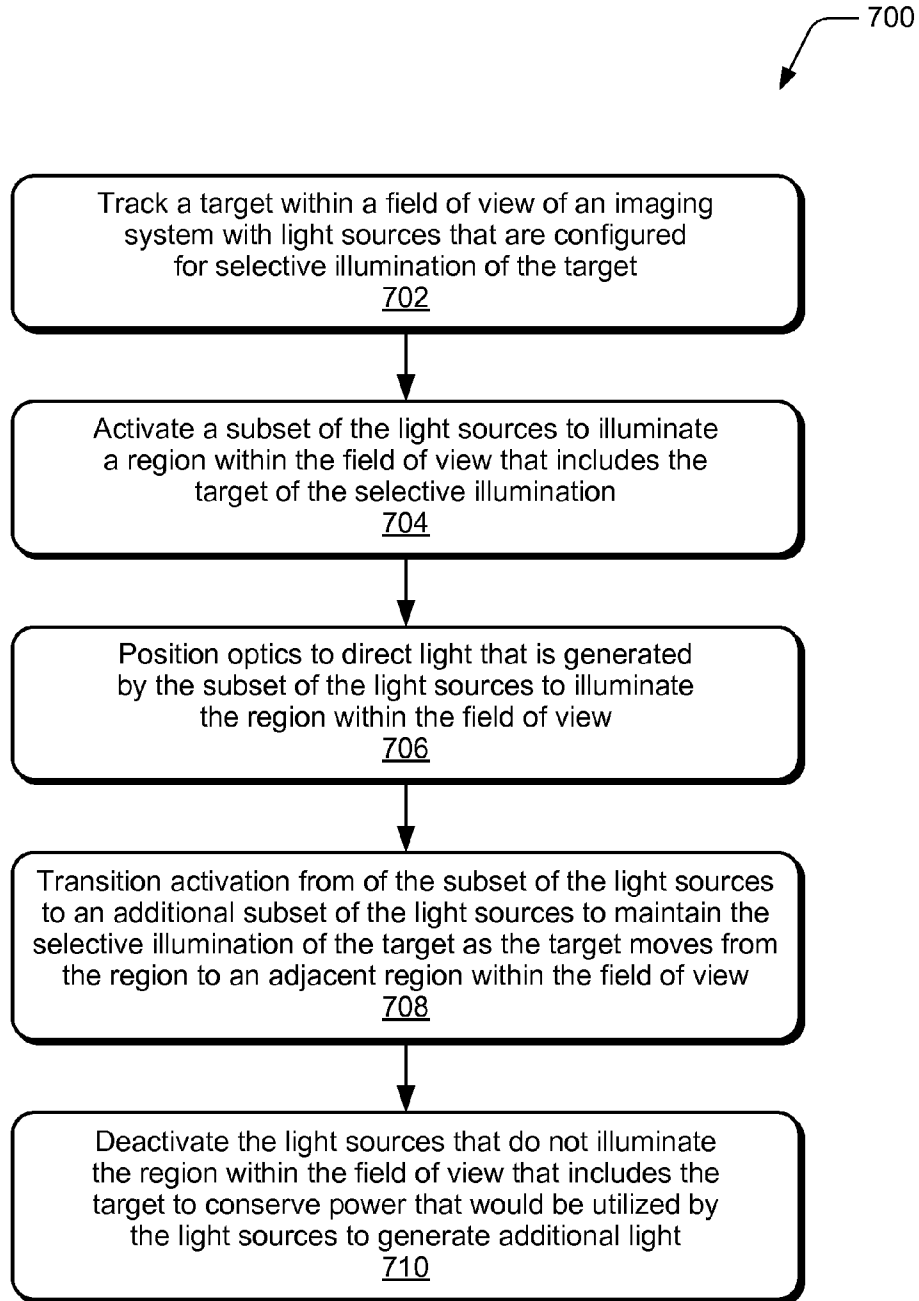 700
Track a target within a field of view of an imaging
system with light sources that are configured
for selective illumination of the target
702
Activate a subset of the light sources to illuminate
a region within the field of view that includes the
target of the selective illumination
704
Position optics to direct light that is generated
by the subset of the light sources to illuminate
the region within the field of view
706
Transition activation from of the subset of the light sources
to an additional subset of the light sources to maintain the
selective illumination of the target as the target moves from
the region to an adjacent region within the field of view
708
Deactivate the light sources that do not illuminate
the region within the field of view that includes the
target to conserve power that would be utilized by
the light sources to generate additional light
710